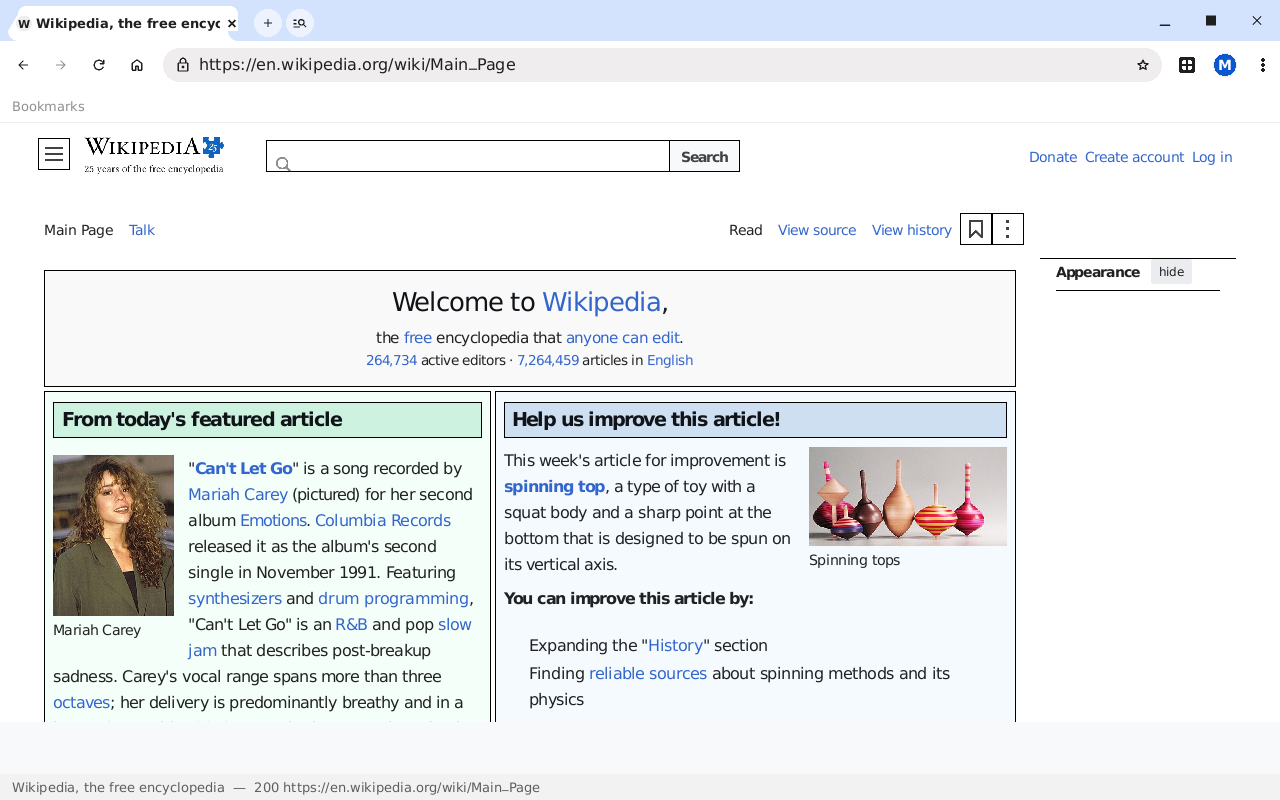 W Wikipedia, the free encyc
https://en.wikipedia.org/wiki/Main_Page
M
Bookmarks
WIKIPEDIA 25
25 years of the free encyclopedia
Search
Donate Create account Log in
Main Page Talk
Read View source View history
Appearance hide
Welcome to Wikipedia,
the free encyclopedia that anyone can edit.
264,734 active editors · 7,264,459 articles in English
From today's featured article
"Can't Let Go" is a song recorded by
Mariah Carey (pictured) for her second
album Emotions. Columbia Records
released it as the album's second
single in November 1991. Featuring
synthesizers and drum programming,
"Can't Let Go" is an R&B and pop slow
jam that describes post-breakup
Mariah Carey
sadness. Carey's vocal range spans more than three
octaves; her delivery is predominantly breathy and in a
Help us improve this article!
This week's article for improvement is
spinning top, a type of toy with a
squat body and a sharp point at the
bottom that is designed to be spun on
its vertical axis.
Spinning tops
You can improve this article by:
Expanding the "History" section
Finding reliable sources about spinning methods and its
physics
Wikipedia, the free encyclopedia — 200 https://en.wikipedia.org/wiki/Main_Page